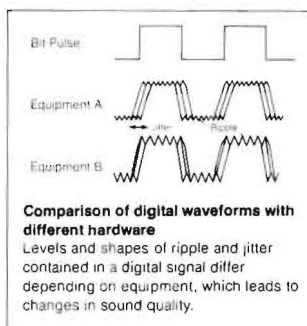 Bit Pulse
Equipment A
Jitter
Ripple
Equipment B
Comparison of digital waveforms with
different hardware
Levels and shapes of ripple and jitter
contained in a digital signal differ
depending on equipment, which leads to
changes in sound quality.